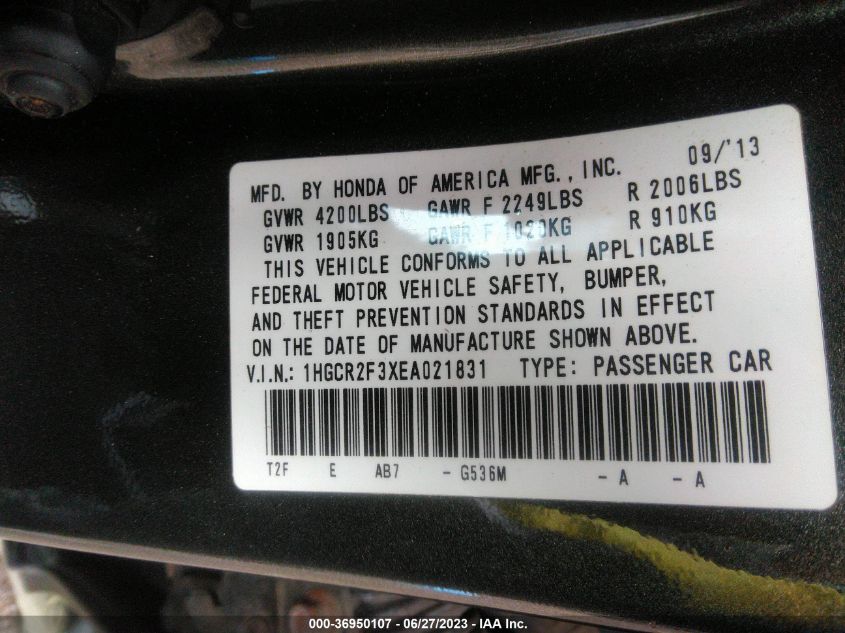 09/'13
MFD. BY HONDA OF AMERICA MFG., INC.
GVWR 4200LBS GAWR F 2249LBS R 2006LBS
GVWR 1905KG GAWR F 1020KG R 910KG
THIS VEHICLE CONFORMS TO ALL APPLICABLE
FEDERAL MOTOR VEHICLE SAFETY, BUMPER,
AND THEFT PREVENTION STANDARDS IN EFFECT
ON THE DATE OF MANUFACTURE SHOWN ABOVE.
V.I.N.: 1HGCR2F3XEA021831 TYPE: PASSENGER CAR
T2F E AB7 - G536M - A - A
000-36950107 - 06/27/2023 - IAA Inc.